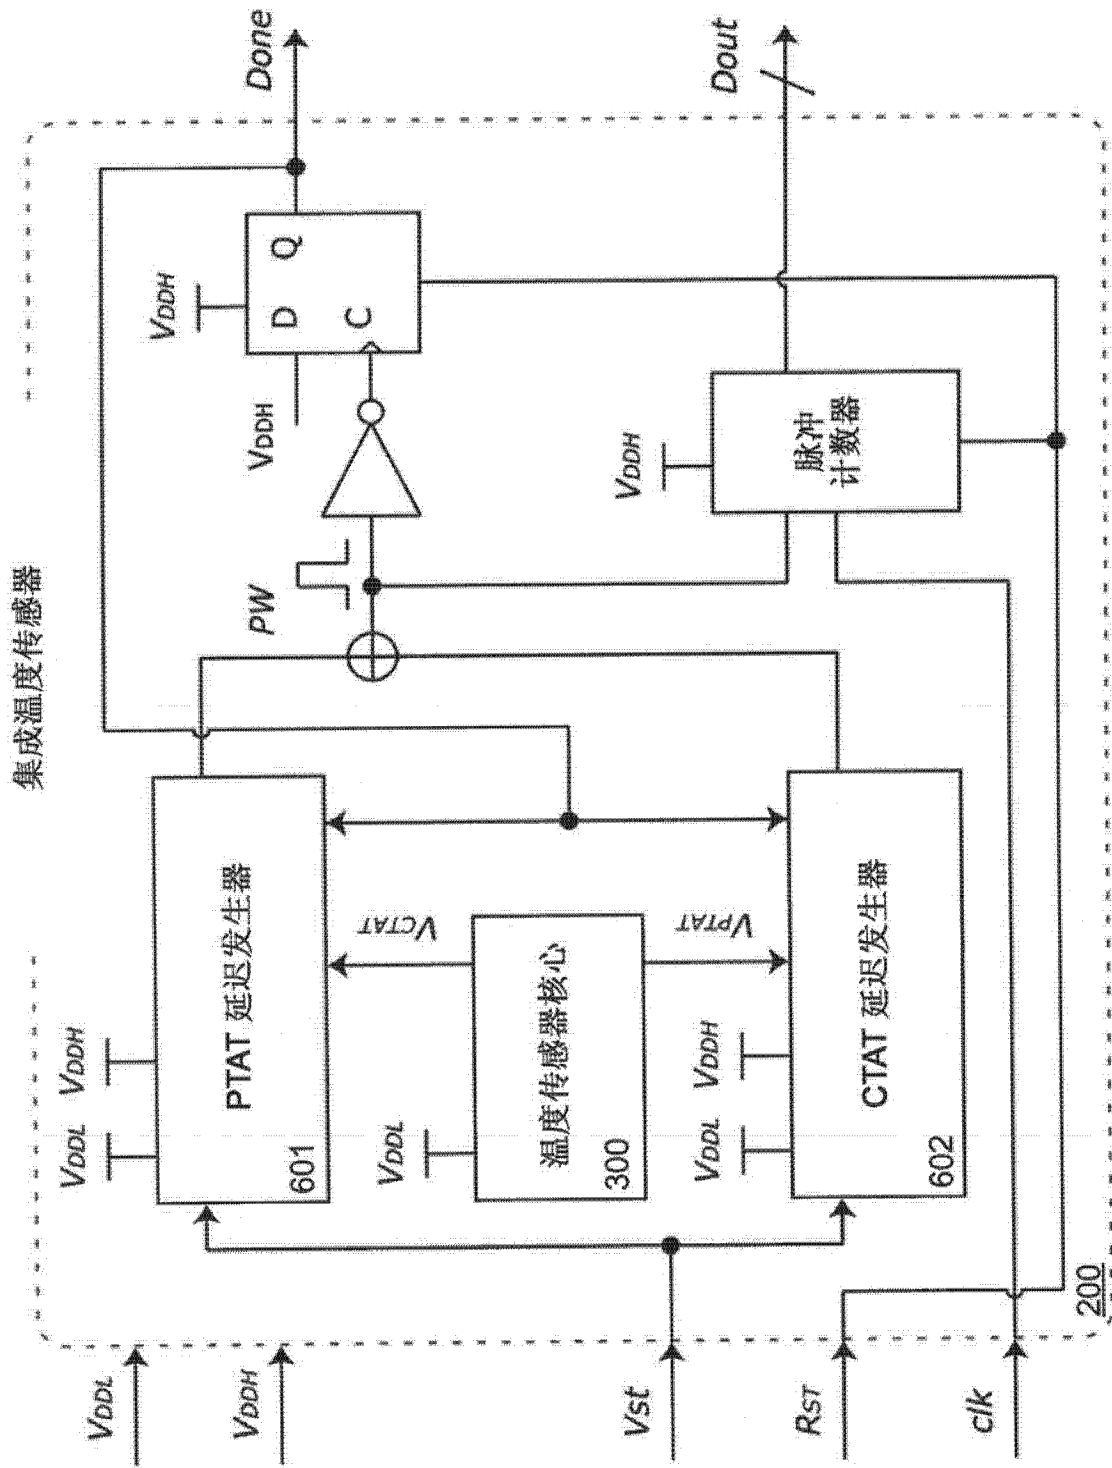 集成温度传感器
VDDL
VDDH
Vst
RST
clk
200
VDDL
VDDH
PTAT 延迟发生器
601
VCTAT
VDDL
温度传感器核心
300
VPTAT
VDDL
VDDH
CTAT 延迟发生器
602
PW
VDDH
VDDH
D
Q
C
VDDH
脉冲
计数器
Done
Dout